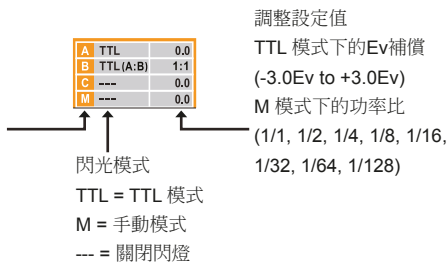 A TTL 0.0
B TTL(A:B) 1:1
C --- 0.0
M --- 0.0
閃光模式
TTL = TTL 模式
M = 手動模式
--- = 關閉閃燈
調整設定值
TTL 模式下的Ev補償
(-3.0Ev to +3.0Ev)
M 模式下的功率比
(1/1, 1/2, 1/4, 1/8, 1/16,
1/32, 1/64, 1/128)